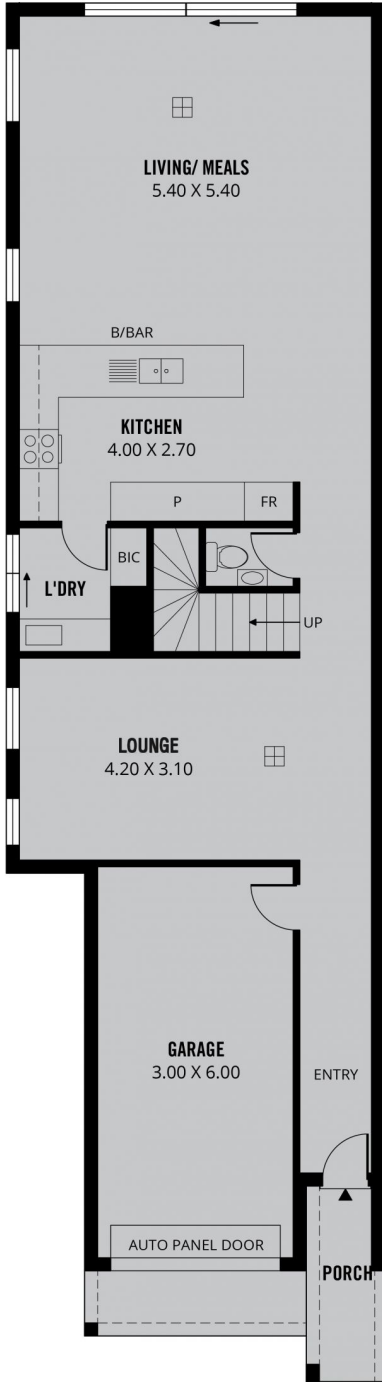 LIVING/ MEALS
5.40 X 5.40
B/BAR
KITCHEN
4.00 X 2.70
P
FR
BIC
L'DRY
UP
LOUNGE
4.20 X 3.10
GARAGE
3.00 X 6.00
ENTRY
AUTO PANEL DOOR
PORCH